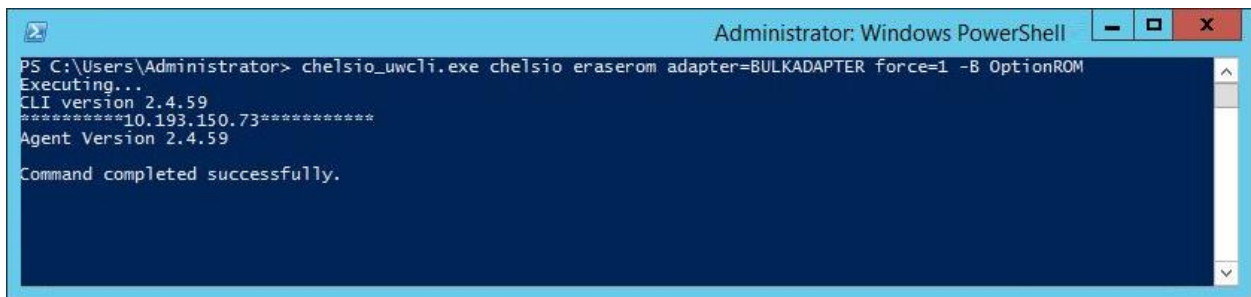 Administrator: Windows PowerShell
PS C:\Users\Administrator> chelsio_uwcli.exe chelsio eraserom adapter=BULKADAPTER force=1 -B OptionROM
Executing...
CLI version 2.4.59
**********10.193.150.73***********
Agent Version 2.4.59
Command completed successfully.